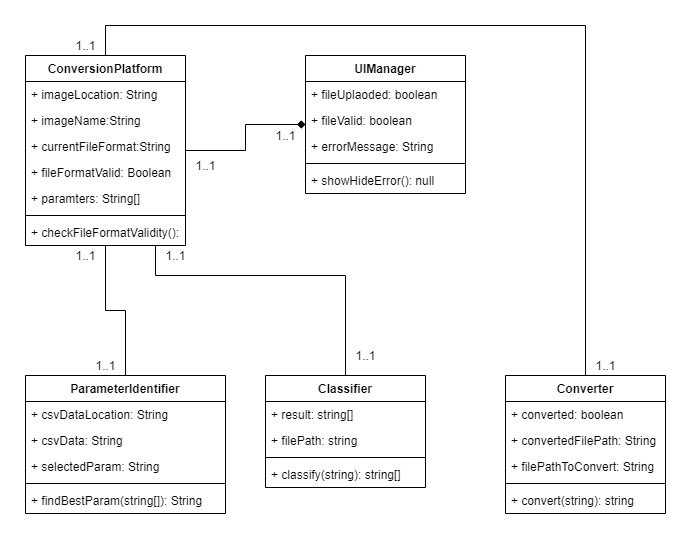 1..1
ConversionPlatform
+ imageLocation: String
+ imageName:String
+ currentFileFormat:String
+ fileFormatValid: Boolean
+ paramters: String[]
+ checkFileFormatValidity():
UIManager
+ fileUplaoded: boolean
+ fileValid: boolean
+ errorMessage: String
+ showHideError(): null
1..1
1..1
1..1
1..1
1..1
1..1
1..1
ParameterIdentifier
+ csvDataLocation: String
+ csvData: String
+ selectedParam: String
+ findBestParam(string[]): String
Classifier
+ result: string[]
+ filePath: string
+ classify(string): string[]
Converter
+ converted: boolean
+ convertedFilePath: String
+ filePathToConvert: String
+ convert(string): string